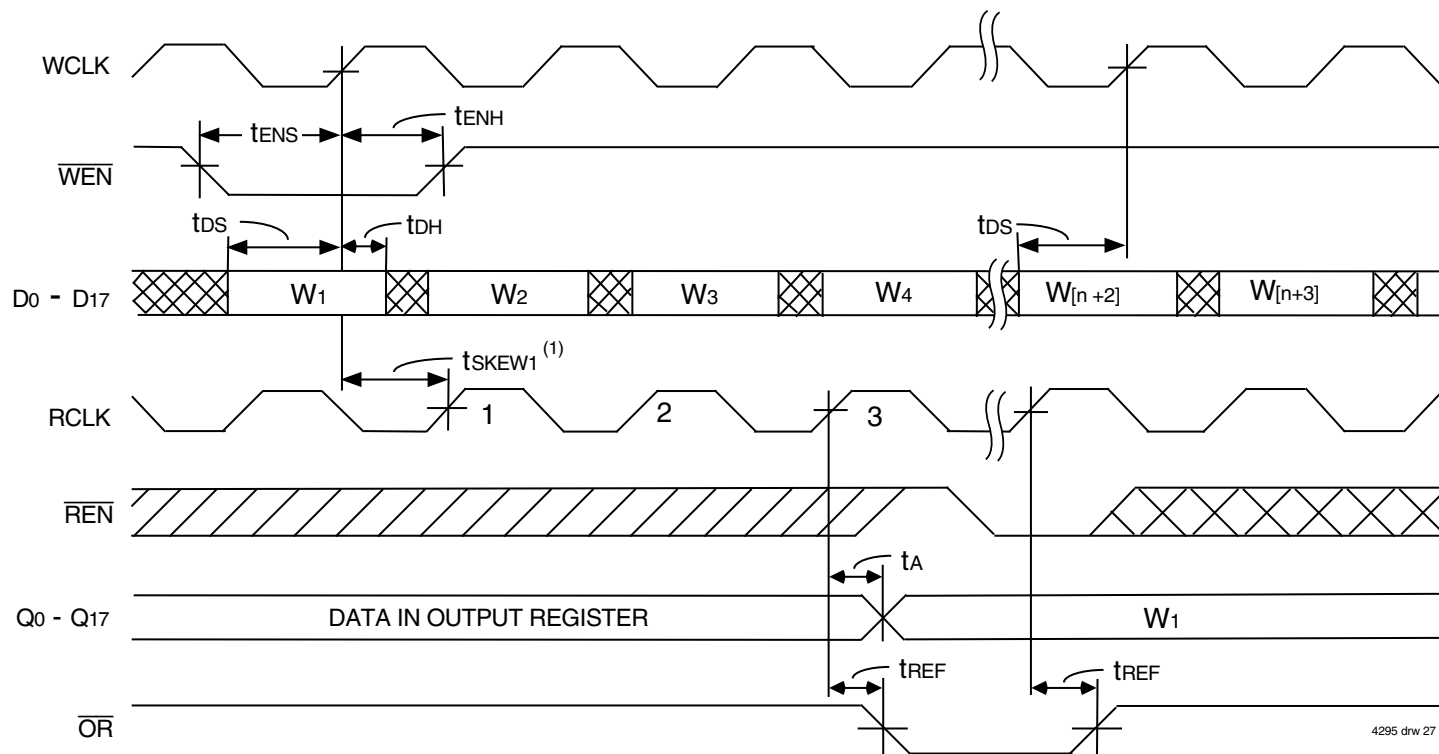 WCLK
tENS
tENH
WEN
tDS
tDH
tDS
D0 - D17
W1
W2
W3
W4
W[n +2]
W[n+3]
tSKEW1 (1)
RCLK
1
2
3
REN
tA
Q0 - Q17
DATA IN OUTPUT REGISTER
W1
tREF
tREF
OR
4295 drw 27